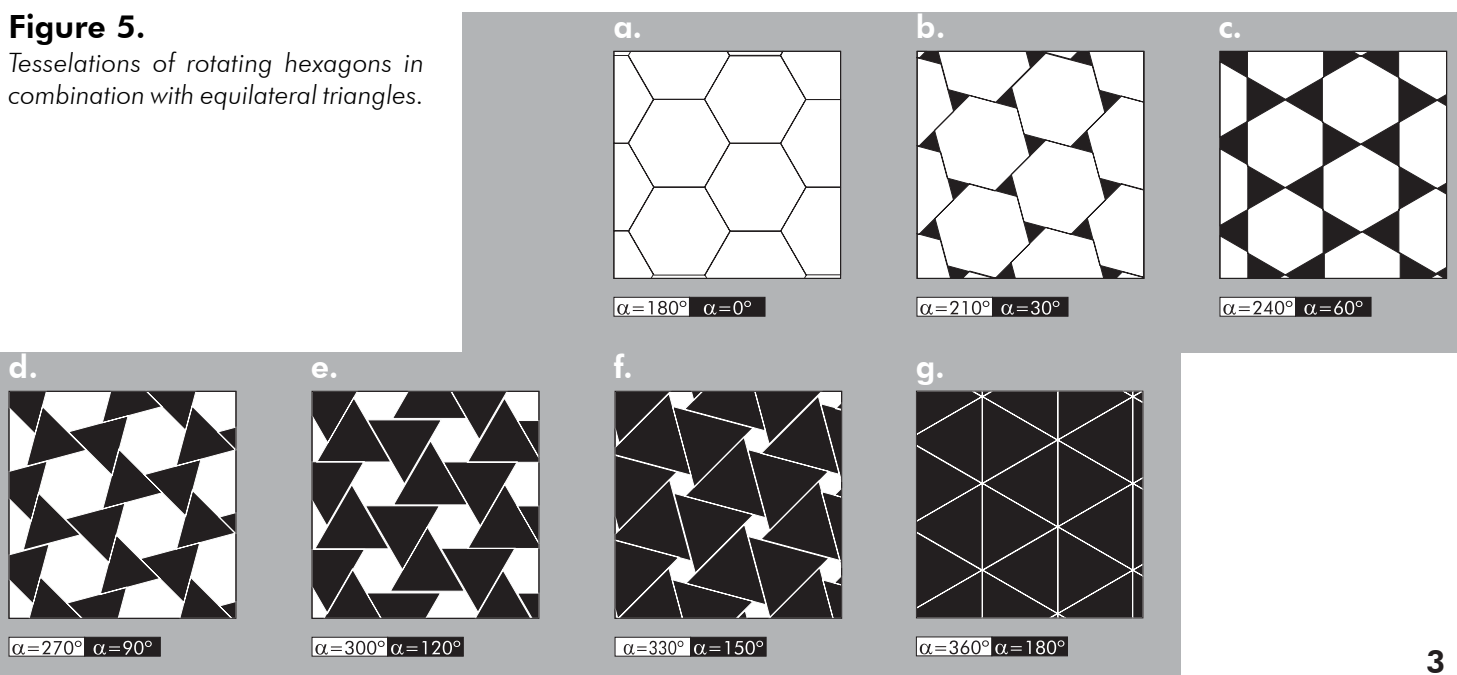 Figure 5.
Tesselations of rotating hexagons in
combination with equilateral triangles.
a. b. c.
α=180° α=0° α=210° α=30° α=240° α=60°
d. e. f. g.
α=270° α=90° α=300° α=120° α=330° α=150° α=360° α=180°
3